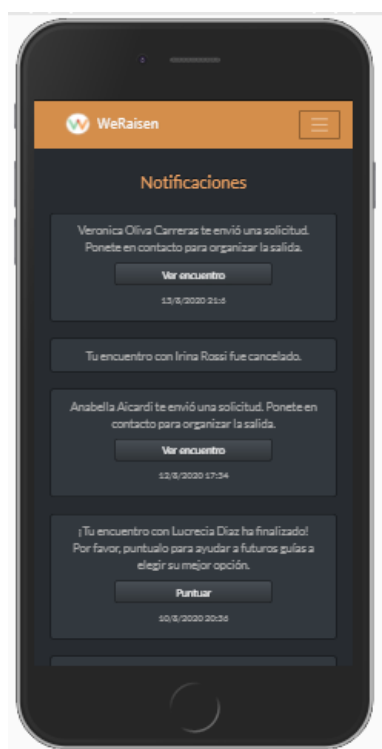 WeRaisen
Notificaciones
Veronica Oliva Carreras te envió una solicitud.
Ponete en contacto para organizar la salida.
Ver encuentro
13/8/2020 21:6
Tu encuentro con Irina Rossi fue cancelado.
Anabella Aicardi te envió una solicitud. Ponete en
contacto para organizar la salida.
Ver encuentro
12/8/2020 17:34
¡Tu encuentro con Lucrecia Diaz ha finalizado!
Por favor, puntualo para ayudar a futuros guías a
elegir su mejor opción.
Puntuar
10/8/2020 20:36